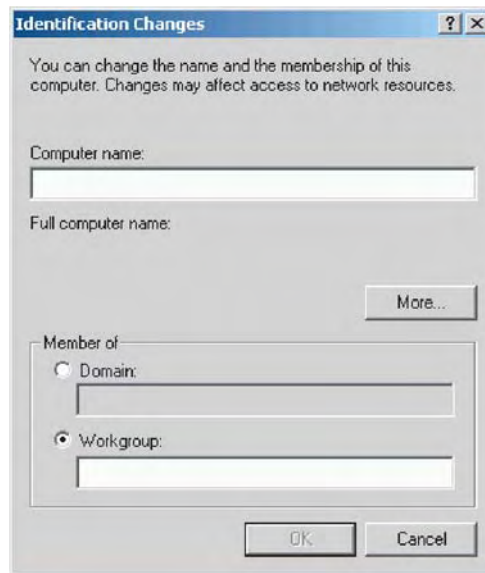 Identification Changes
You can change the name and the membership of this
computer. Changes may affect access to network resources.
Computer name:
Full computer name:
More...
Member of
Domain:
Workgroup:
OK
Cancel